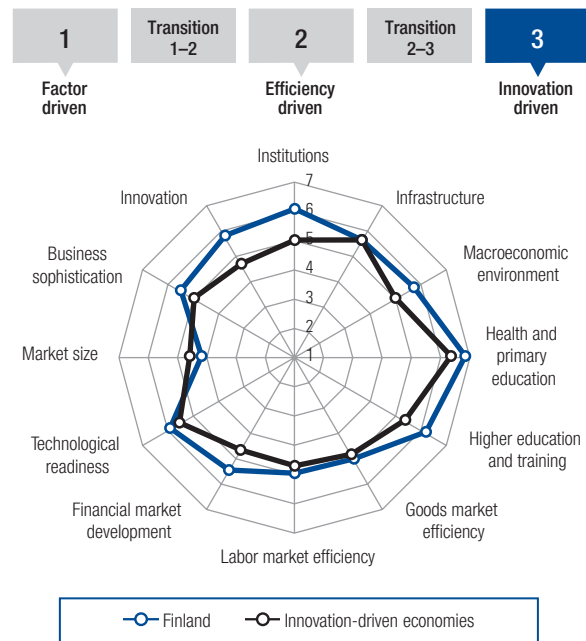 1
Transition
1–2
2
Transition
2–3
3
Factor
driven
Efficiency
driven
Innovation
driven
Institutions
7
Innovation
Infrastructure
6
5
Business
sophistication
Macroeconomic
environment
4
3
2
Market size
1
Health and
primary
education
Technological
readiness
Higher education
and training
Financial market
development
Goods market
efficiency
Labor market efficiency
Finland
Innovation-driven economies